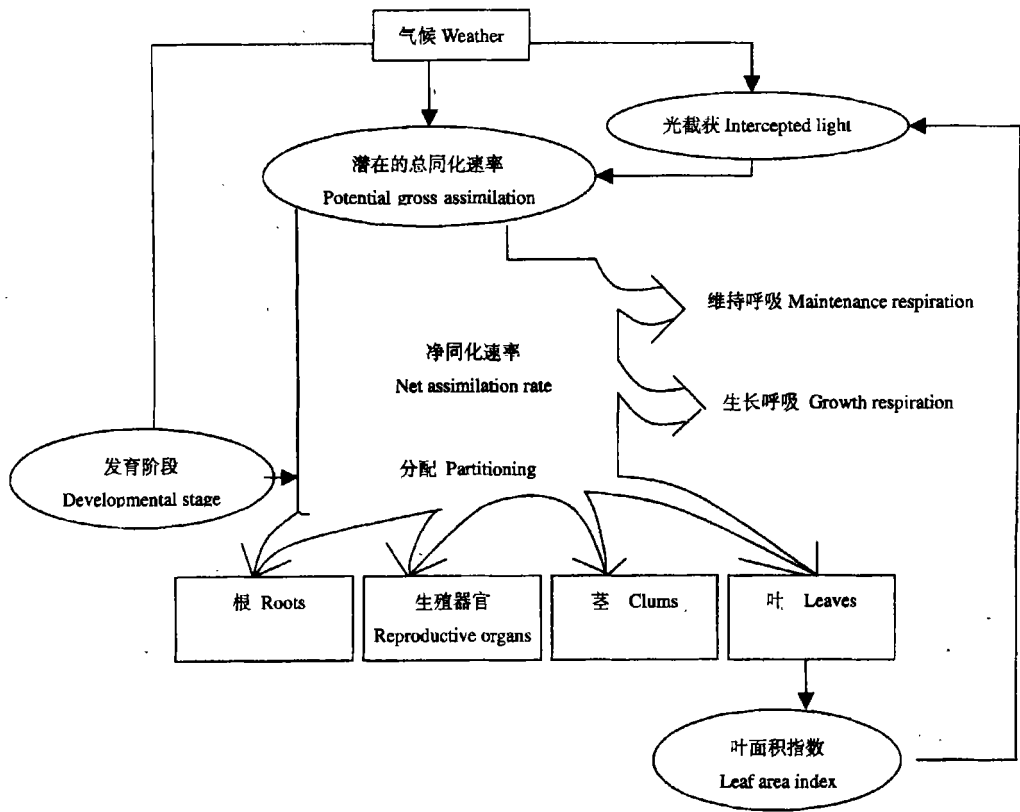 气候 Weather
光截状 Intercepted light
潜在的总同化速率
Potential gross assimilation
维持呼吸 Maintenance respiration
净同化速率
Net assimilation rate
生长呼吸 Growth respiration
发育阶段
Developmental stage
分配 Partitioning
根 Roots
生殖器官
Reproductive organs
茎 Clums
叶 Leaves
叶面积指数
Leaf area index